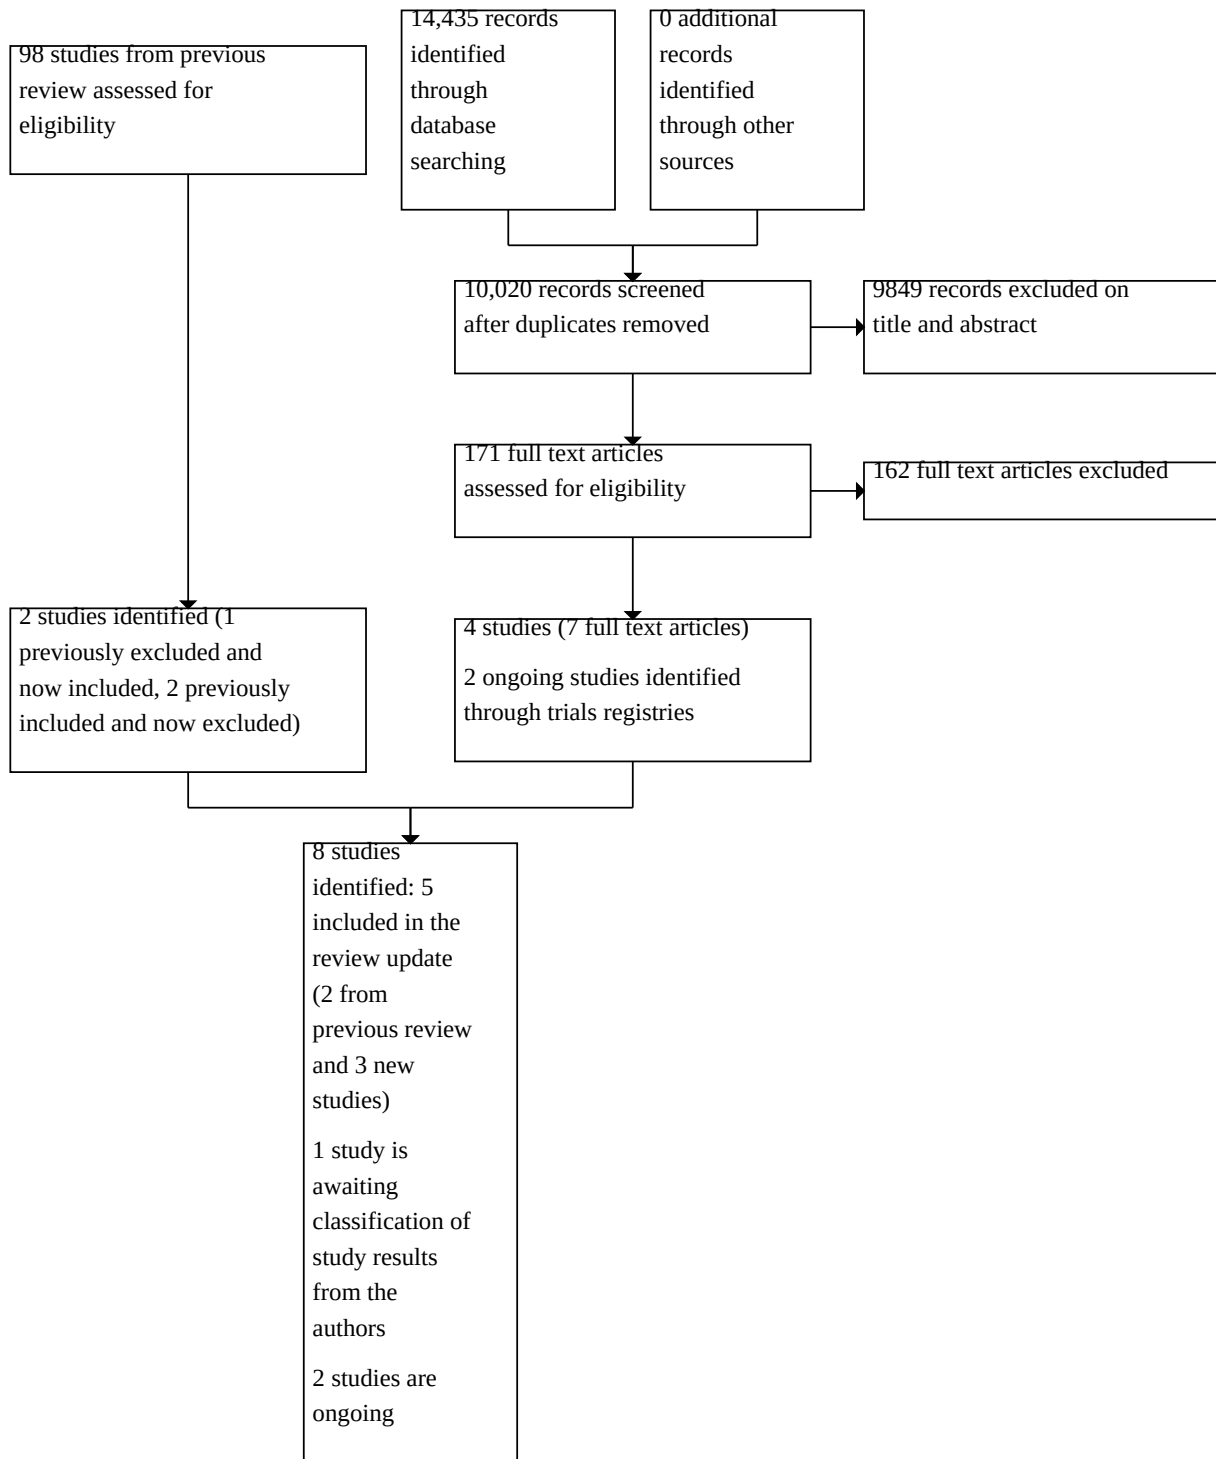 98 studies from previous
review assessed for
eligibility
14,435 records
identified
through
database
searching
0 additional
records
identified
through other
sources
10,020 records screened
after duplicates removed
9849 records excluded on
title and abstract
171 full text articles
assessed for eligibility
162 full text articles excluded
2 studies identified (1
previously excluded and
now included, 2 previously
included and now excluded)
4 studies (7 full text articles)
2 ongoing studies identified
through trials registries
8 studies
identified: 5
included in the
review update
(2 from
previous review
and 3 new
studies)
1 study is
awaiting
classification of
study results
from the
authors
2 studies are
ongoing